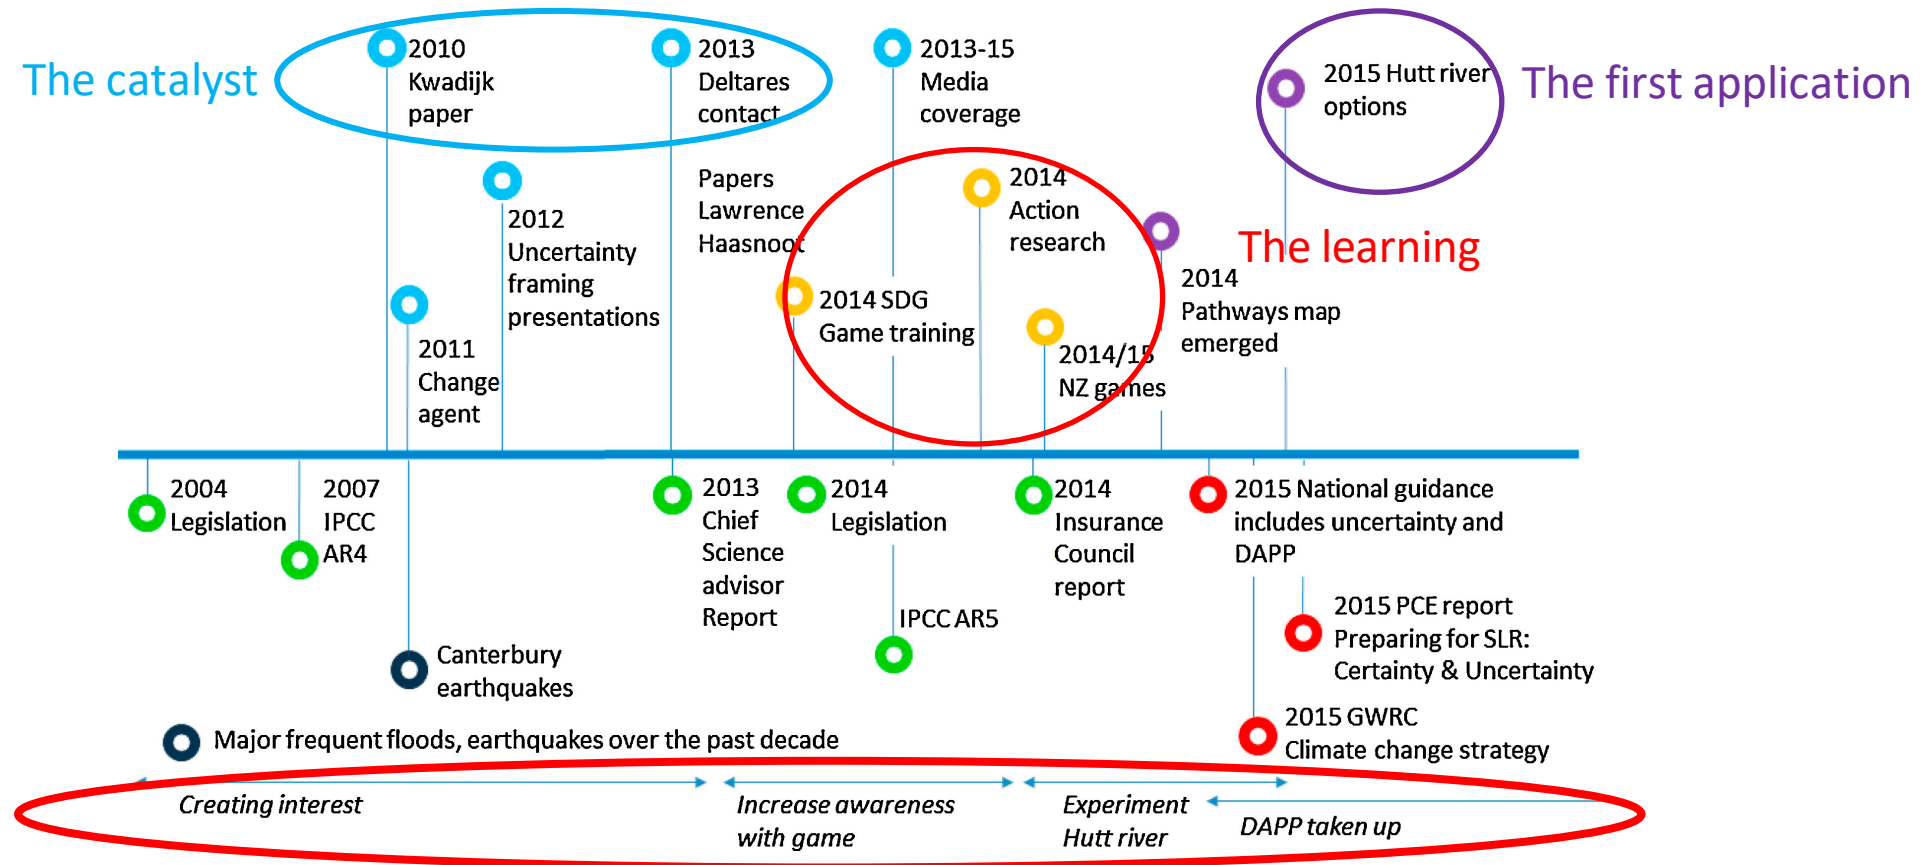 The catalyst
2010
Kwadijk
paper
2013
Deltares
contact
2013-15
Media
coverage
2015 Hutt river
options
The first application
2012
Uncertainty
framing
presentations
Papers
Lawrence
Haasnoot
2014
Action
research
The learning
2011
Change
agent
2014 SDG
Game training
2014/15
NZ games
2014
Pathways map
emerged
2004
Legislation
2007
IPCC
AR4
2013
Chief
Science
advisor
Report
2014
Legislation
2014
Insurance
Council
report
2015 National guidance
includes uncertainty and
DAPP
IPCC AR5
2015 PCE report
Preparing for SLR:
Certainty & Uncertainty
Canterbury
earthquakes
2015 GWRC
Climate change strategy
Major frequent floods, earthquakes over the past decade
Creating interest
Increase awareness
with game
Experiment
Hutt river
DAPP taken up